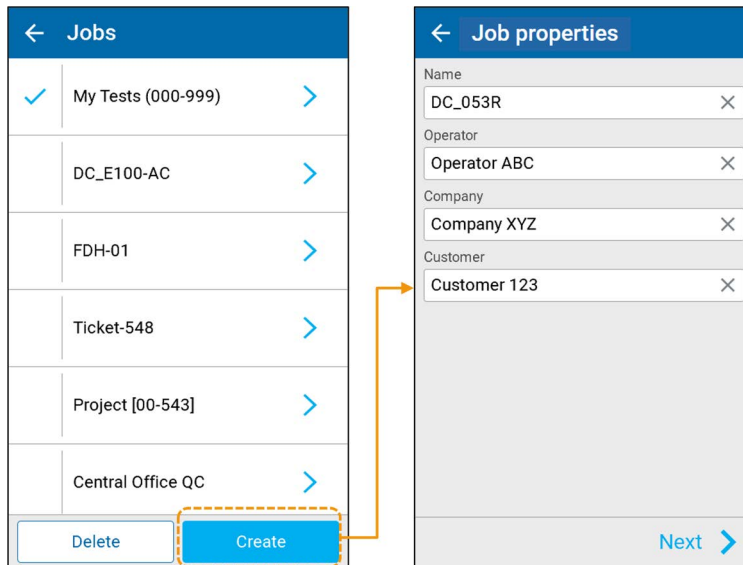 Jobs
My Tests (000-999)
DC_E100-AC
FDH-01
Ticket-548
Project [00-543]
Central Office QC
Delete
Create
Job properties
Name
DC_053R
Operator
Operator ABC
Company
Company XYZ
Customer
Customer 123
Next